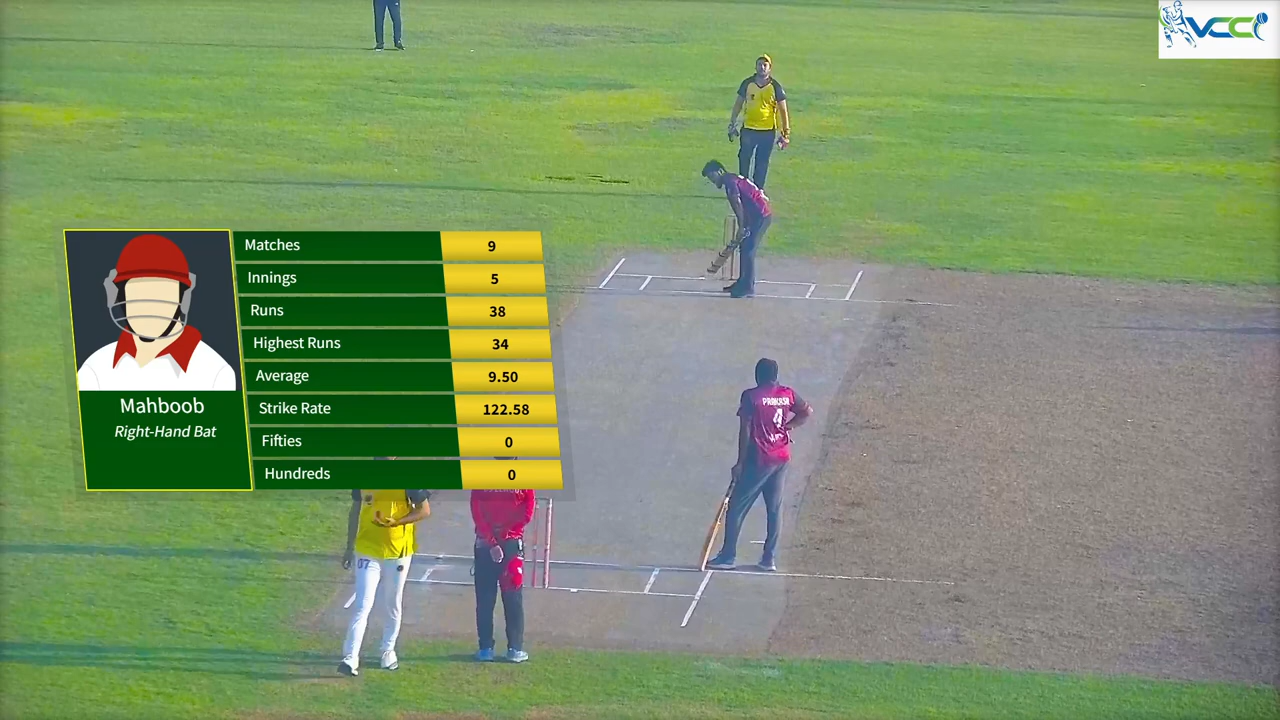 VCC
Mahboob
Right-Hand Bat
Matches 9
Innings 5
Runs 38
Highest Runs 34
Average 9.50
Strike Rate 122.58
Fifties 0
Hundreds 0
PRAKASH
4
07